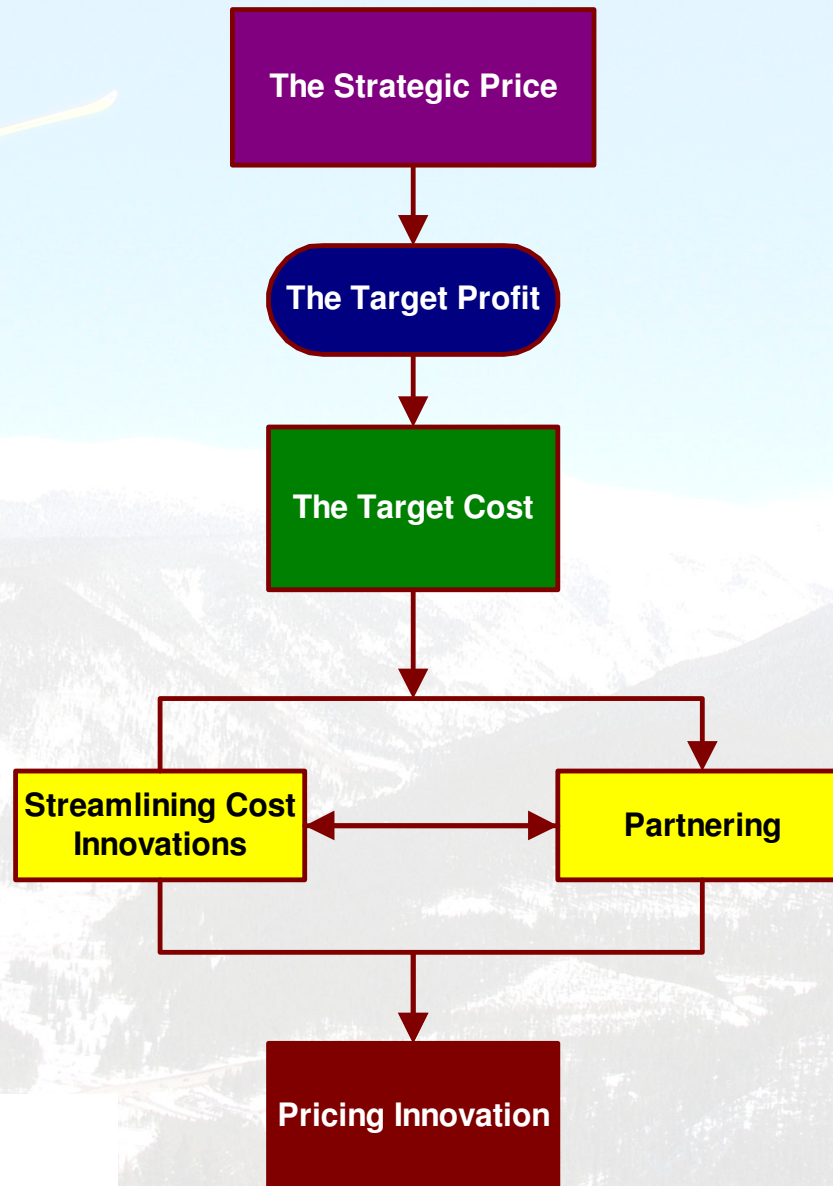 The Strategic Price
The Target Profit
The Target Cost
Streamlining Cost
Innovations
Partnering
Pricing Innovation